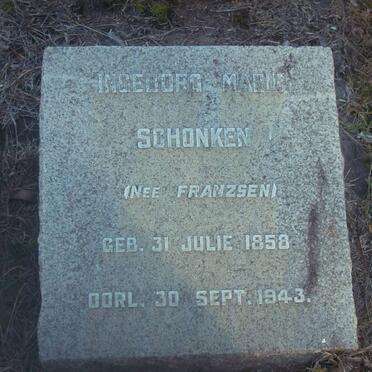 INGEBORG MARIE
SCHONKEN
(NEE FRANZSEN)
GEB. 31 JULIE 1858
OORL. 30 SEPT. 1943.